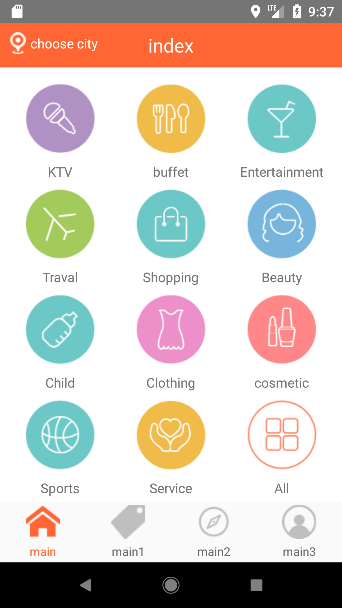 LTE 9:37
choose city index
KTV buffet Entertainment
Traval Shopping Beauty
Child Clothing cosmetic
Sports Service All
main main1 main2 main3